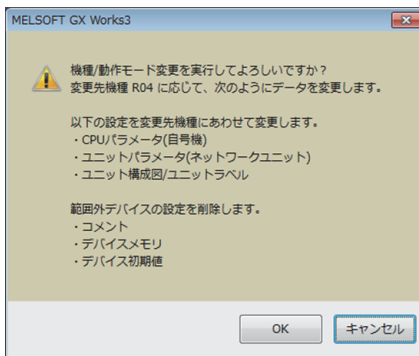 MELSOFT GX Works3
機種/動作モード変更を実行してよろしいですか？
変更先機種 R04 に応じて、次のようにデータを変更します。
以下の設定を変更先機種にあわせて変更します。
・CPUパラメータ(自号機)
・ユニットパラメータ(ネットワークユニット)
・ユニット構成図/ユニットラベル
範囲外デバイスの設定を削除します。
・コメント
・デバイスメモリ
・デバイス初期値
OK
キャンセル